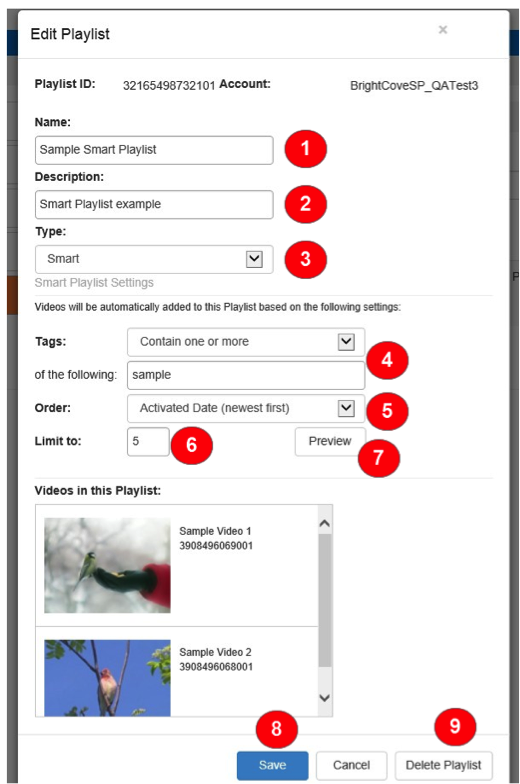 Edit Playlist ×
Playlist ID: 32165498732101 Account: BrightCoveSP_QATest3
Name:
Sample Smart Playlist 1
Description:
Smart Playlist example 2
Type:
Smart 3
Smart Playlist Settings
Videos will be automatically added to this Playlist based on the following settings:
Tags: Contain one or more
4
of the following: sample
Order: Activated Date (newest first) 5
Limit to: 5 6 Preview 7
Videos in this Playlist:
Sample Video 1
3908496069001
Sample Video 2
3908496068001
8 9
Save Cancel Delete Playlist
P